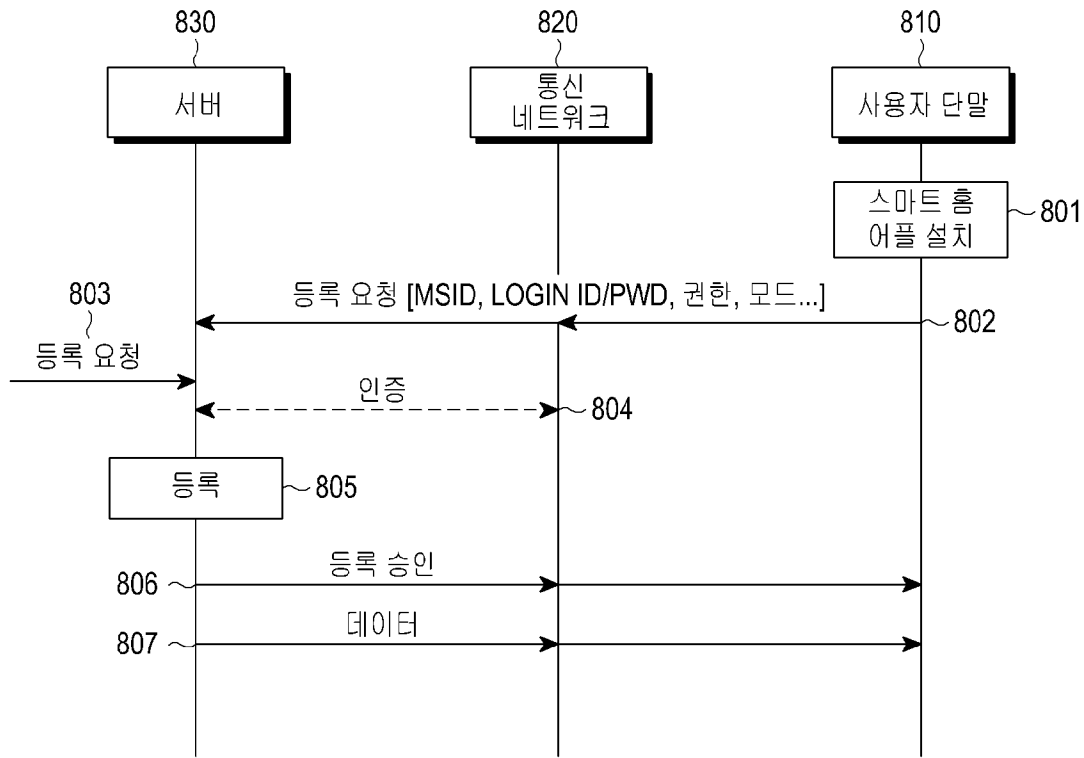 830
820
810
서버
통신
네트워크
사용자 단말
스마트 홈
어플 설치
801
등록 요청 [MSID, LOGIN ID/PWD, 권한, 모드...]
802
803
등록 요청
인증
804
등록
805
806
등록 승인
807
데이터